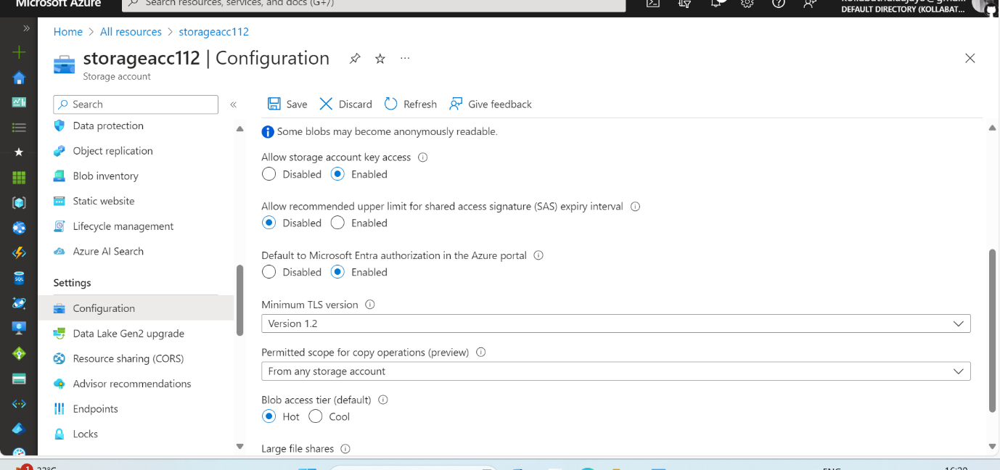 Microsoft Azure
Search resources, services, and docs (G+/)
DEFAULT DIRECTORY (KOLLABAT...
Home > All resources > storageacc112
storageacc112 | Configuration
Storage account
Search
Data protection
Object replication
Blob inventory
Static website
Lifecycle management
Azure AI Search
Settings
Configuration
Data Lake Gen2 upgrade
Resource sharing (CORS)
Advisor recommendations
Endpoints
Locks
Save Discard Refresh Give feedback
Some blobs may become anonymously readable.
Allow storage account key access
Disabled Enabled
Allow recommended upper limit for shared access signature (SAS) expiry interval
Disabled Enabled
Default to Microsoft Entra authorization in the Azure portal
Disabled Enabled
Minimum TLS version
Version 1.2
Permitted scope for copy operations (preview)
From any storage account
Blob access tier (default)
Hot Cool
Large file shares
SQL
1
ENG